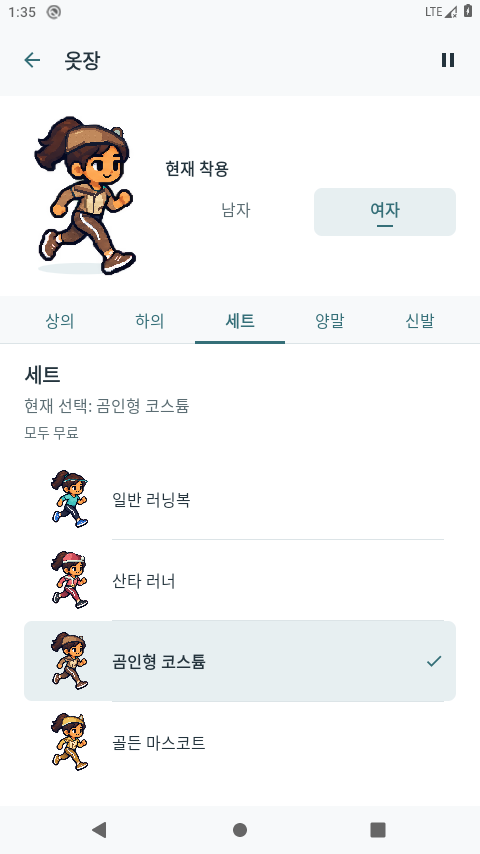 1:35
LTE
옷장
현재 착용
남자
여자
상의
하의
세트
양말
신발
세트
현재 선택: 곰인형 코스튬
모두 무료
일반 러닝복
산타 러너
곰인형 코스튬
골든 마스코트